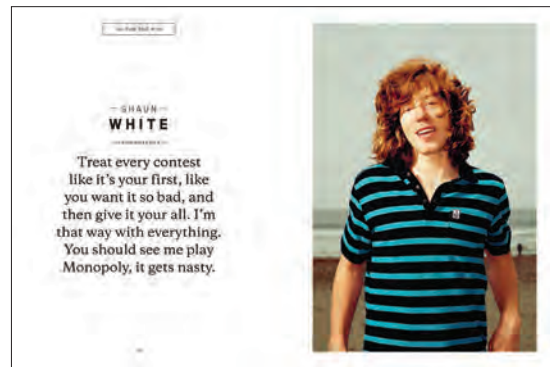 SHAUN
WHITE
Treat every contest
like it's your first, like
you want it so bad, and
then give it your all. I'm
that way with everything.
You should see me play
Monopoly, it gets nasty.